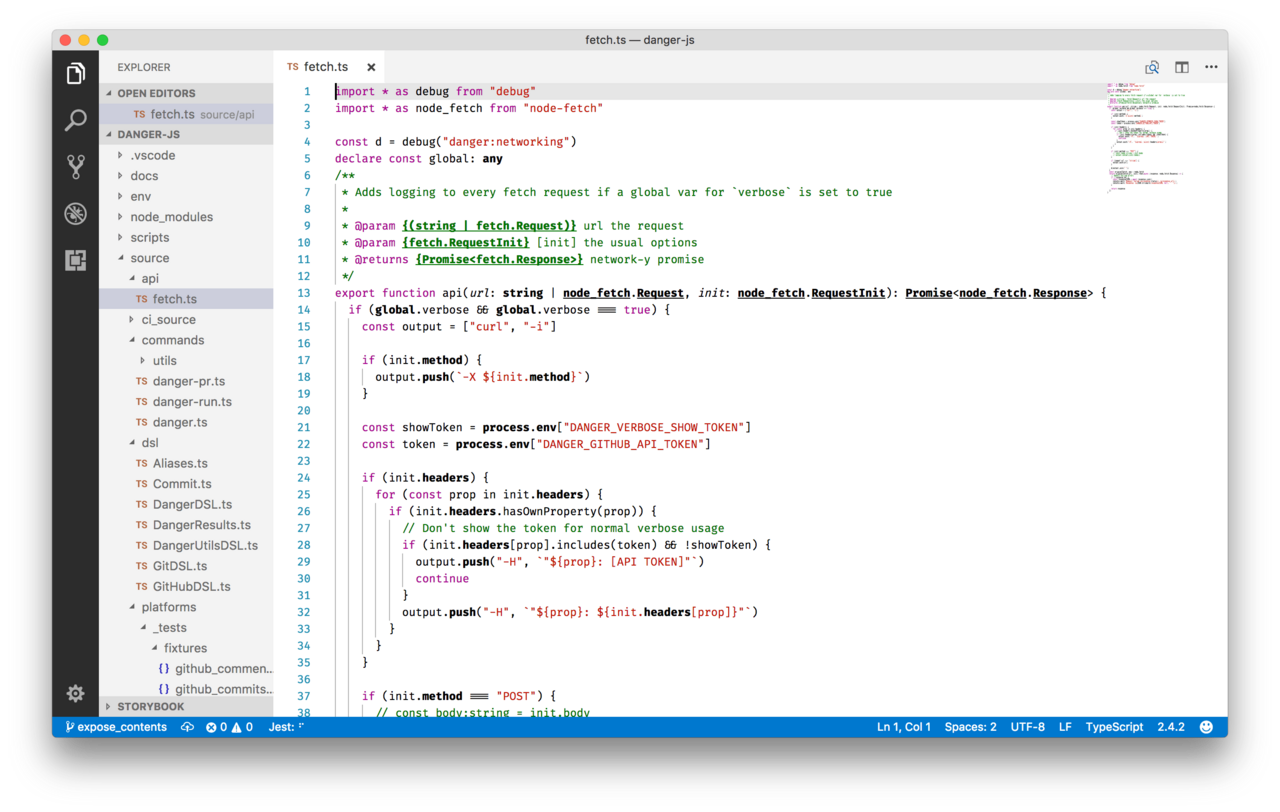 fetch.ts — danger-js
EXPLORER
OPEN EDITORS
TS fetch.ts source/api
DANGER-JS
.vscode
docs
env
node_modules
scripts
source
api
TS fetch.ts
ci_source
commands
utils
TS danger-pr.ts
TS danger-run.ts
TS danger.ts
dsl
TS Aliases.ts
TS Commit.ts
TS DangerDSL.ts
TS DangerResults.ts
TS DangerUtilsDSL.ts
TS GitDSL.ts
TS GitHubDSL.ts
platforms
_tests
fixtures
{} github_commen...
{} github_commits...
STORYBOOK
TS fetch.ts ×
1 import * as debug from "debug"
2 import * as node_fetch from "node-fetch"
3
4 const d = debug("danger:networking")
5 declare const global: any
6 /**
7 * Adds logging to every fetch request if a global var for `verbose` is set to true
8 *
9 * @param {(string | fetch.Request)} url the request
10 * @param {fetch.RequestInit} [init] the usual options
11 * @returns {Promise<fetch.Response>} network-y promise
12 */
13 export function api(url: string | node_fetch.Request, init: node_fetch.RequestInit): Promise<node_fetch.Response> {
14 if (global.verbose && global.verbose === true) {
15 const output = ["curl", "-i"]
16
17 if (init.method) {
18 output.push(`-X ${init.method}`)
19 }
20
21 const showToken = process.env["DANGER_VERBOSE_SHOW_TOKEN"]
22 const token = process.env["DANGER_GITHUB_API_TOKEN"]
23
24 if (init.headers) {
25 for (const prop in init.headers) {
26 if (init.headers.hasOwnProperty(prop)) {
27 // Don't show the token for normal verbose usage
28 if (init.headers[prop].includes(token) && !showToken) {
29 output.push("-H", `"${prop}: [API TOKEN]"`)
30 continue
31 }
32 output.push("-H", `"${prop}: ${init.headers[prop]}"`)
33 }
34 }
35 }
36
37 if (init.method === "POST") {
38 // const body:string = init.body
expose_contents 0 0 Jest:
Ln 1, Col 1 Spaces: 2 UTF-8 LF TypeScript 2.4.2